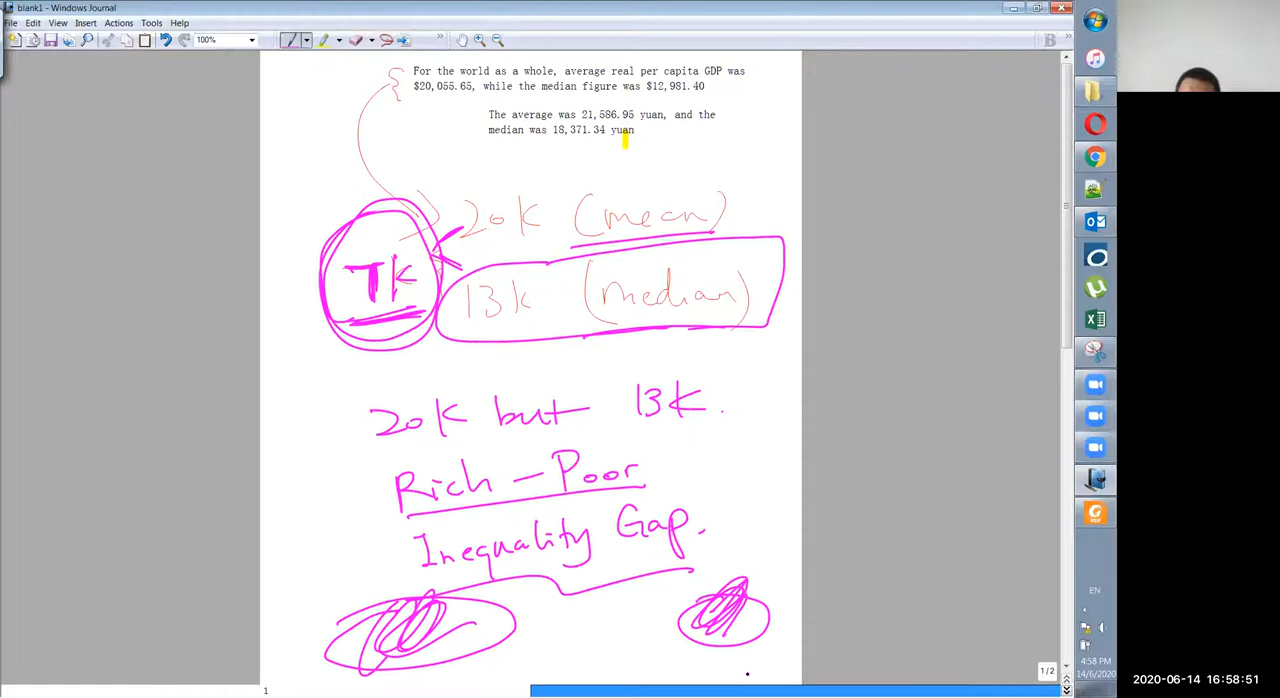 blank1 - Windows Journal
File Edit View Insert Actions Tools Help
100%
B
For the world as a whole, average real per capita GDP was
$20,055.65, while the median figure was $12,981.40
The average was 21,586.95 yuan, and the
median was 18,371.34 yuan
20K (mean)
7K
13K (median)
20K but 13K.
Rich - Poor
Inequality Gap.
1/2
1
EN
4:58 PM
14/6/2020
2020-06-14 16:58:51